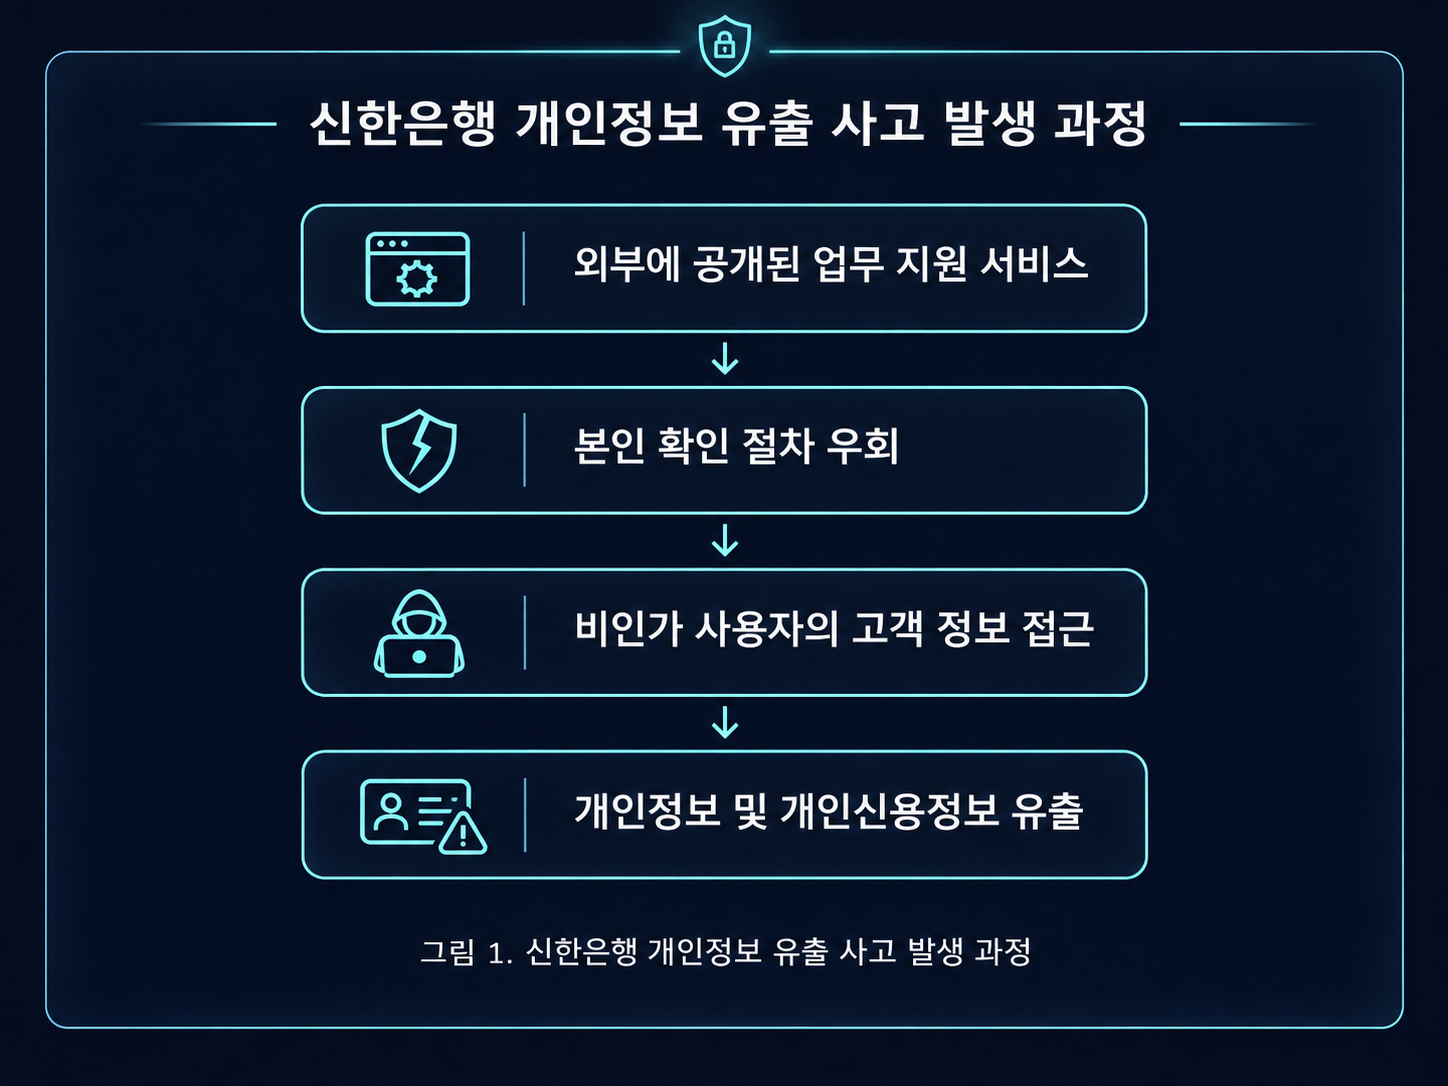 신한은행 개인정보 유출 사고 발생 과정
외부에 공개된 업무 지원 서비스
본인 확인 절차 우회
비인가 사용자의 고객 정보 접근
개인정보 및 개인신용정보 유출
그림 1. 신한은행 개인정보 유출 사고 발생 과정